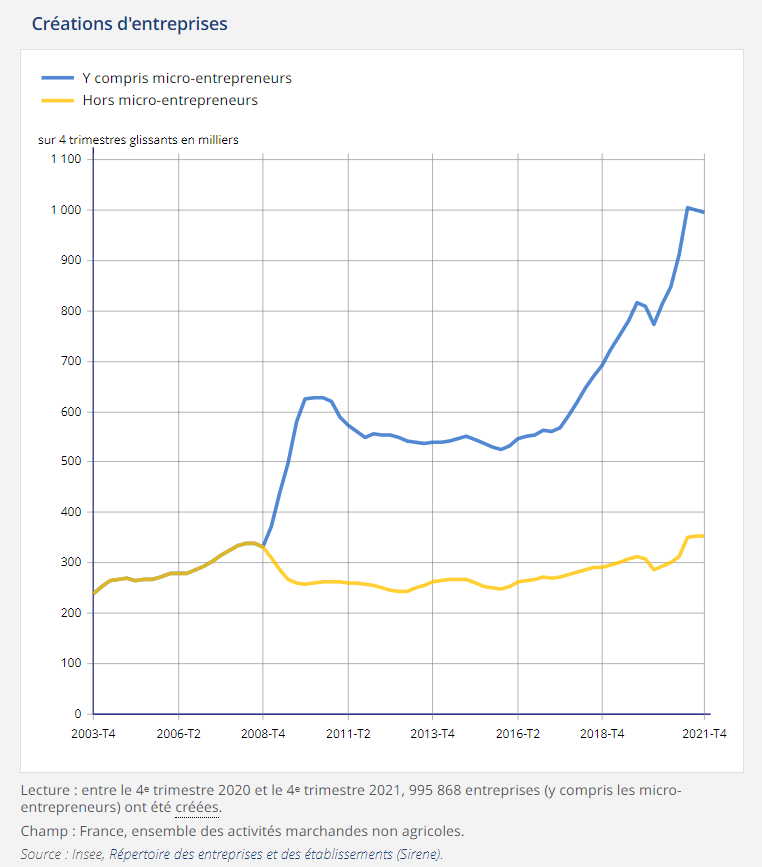 Créations d'entreprises
Y compris micro-entrepreneurs
Hors micro-entrepreneurs
sur 4 trimestres glissants en milliers
1 100
1 000
900
800
700
600
500
400
300
200
100
0
2003-T4 2006-T2 2008-T4 2011-T2 2013-T4 2016-T2 2018-T4 2021-T4
Lecture : entre le 4ᵉ trimestre 2020 et le 4ᵉ trimestre 2021, 995 868 entreprises (y compris les micro-
entrepreneurs) ont été créées.
Champ : France, ensemble des activités marchandes non agricoles.
Source : Insee, Répertoire des entreprises et des établissements (Sirene).